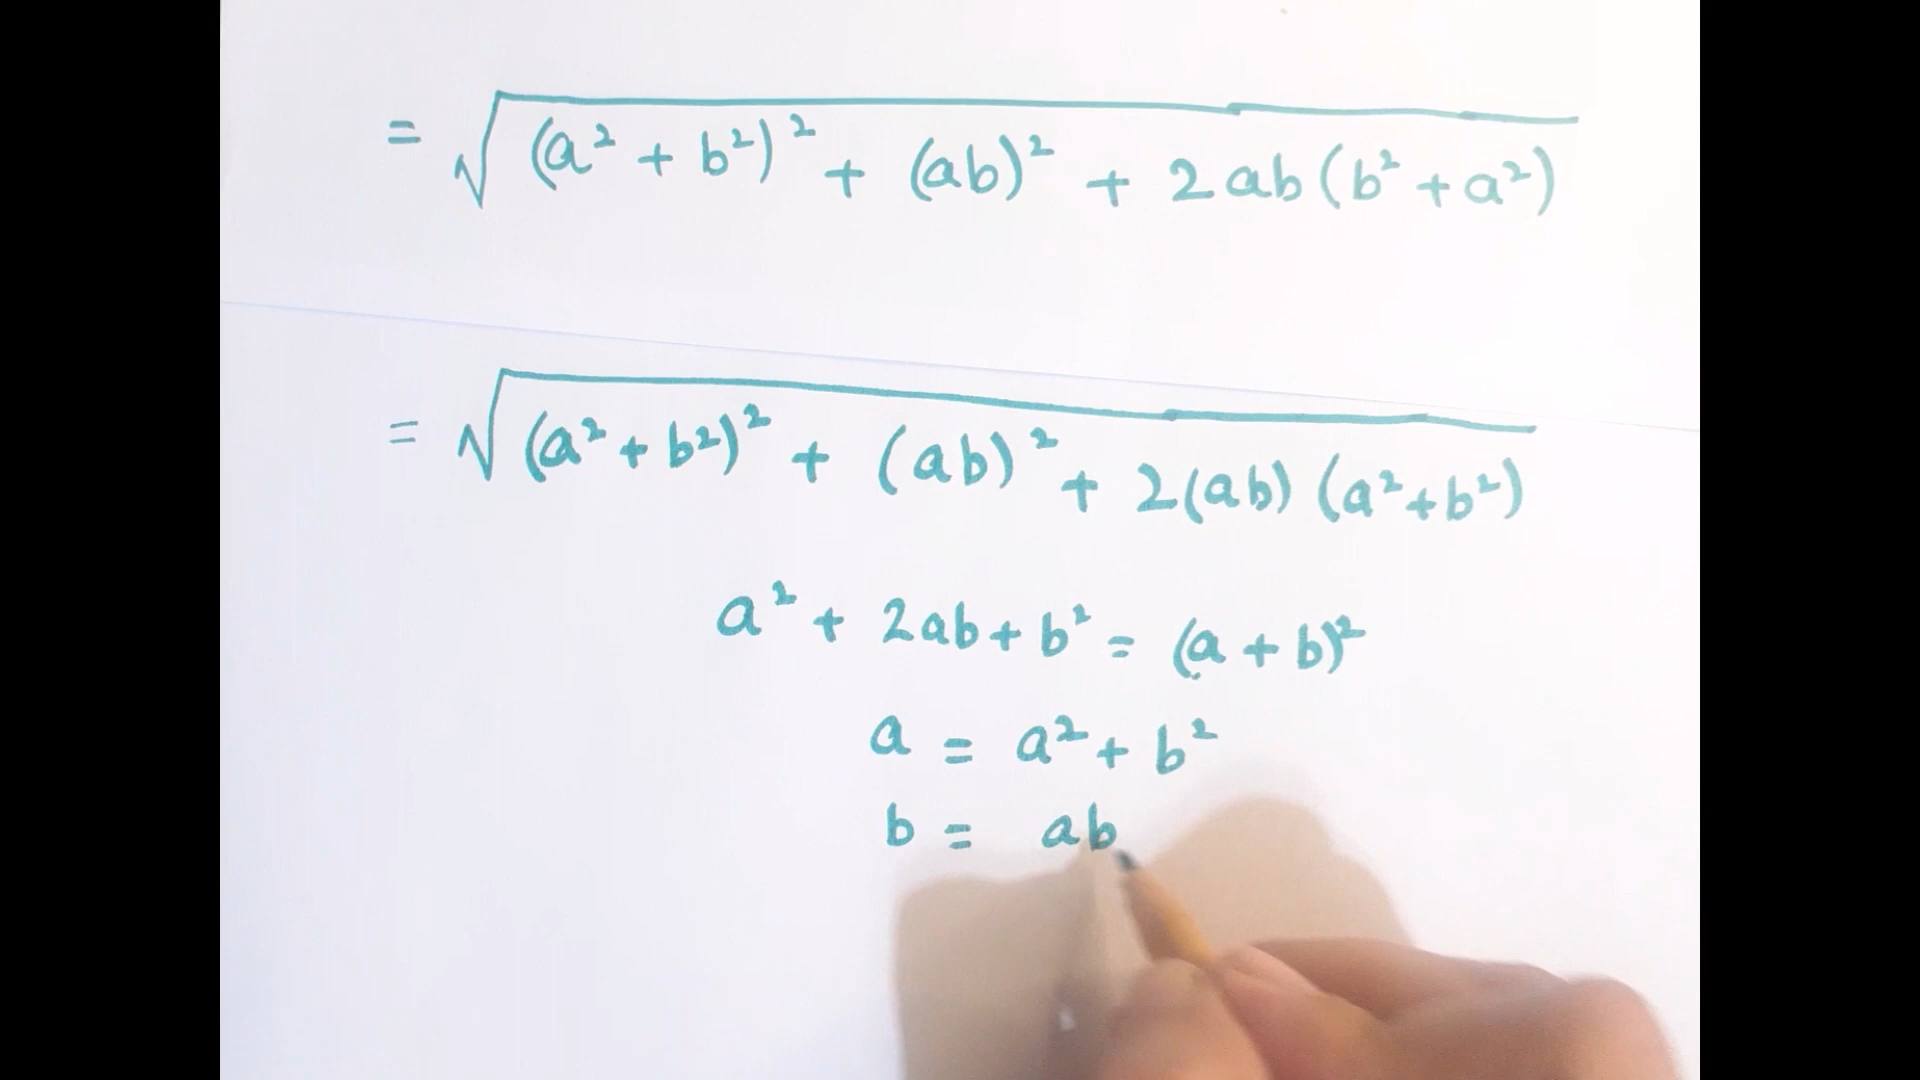 = √((a² + b²)² + (ab)² + 2ab(b² + a²))
= √((a² + b²)² + (ab)² + 2(ab)(a² + b²))
a² + 2ab + b² = (a + b)²
a = a² + b²
b = ab